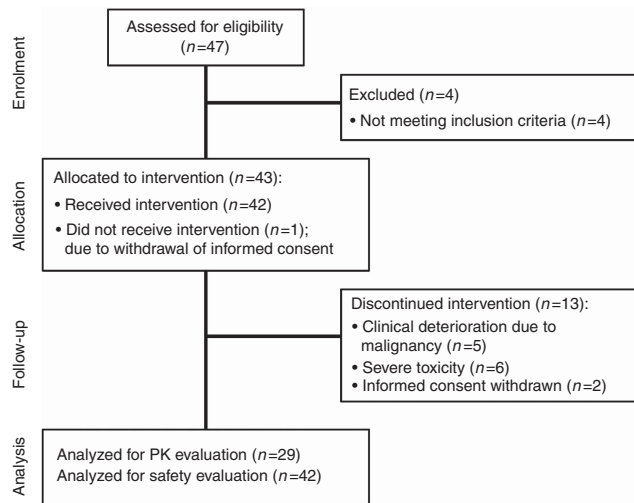 Enrolment
Assessed for eligibility
(n=47)
Excluded (n=4)
• Not meeting inclusion criteria (n=4)
Allocation
Allocated to intervention (n=43):
• Received intervention (n=42)
• Did not receive intervention (n=1);
due to withdrawal of informed consent
Follow-up
Discontinued intervention (n=13):
• Clinical deterioration due to
malignancy (n=5)
• Severe toxicity (n=6)
• Informed consent withdrawn (n=2)
Analysis
Analyzed for PK evaluation (n=29)
Analyzed for safety evaluation (n=42)